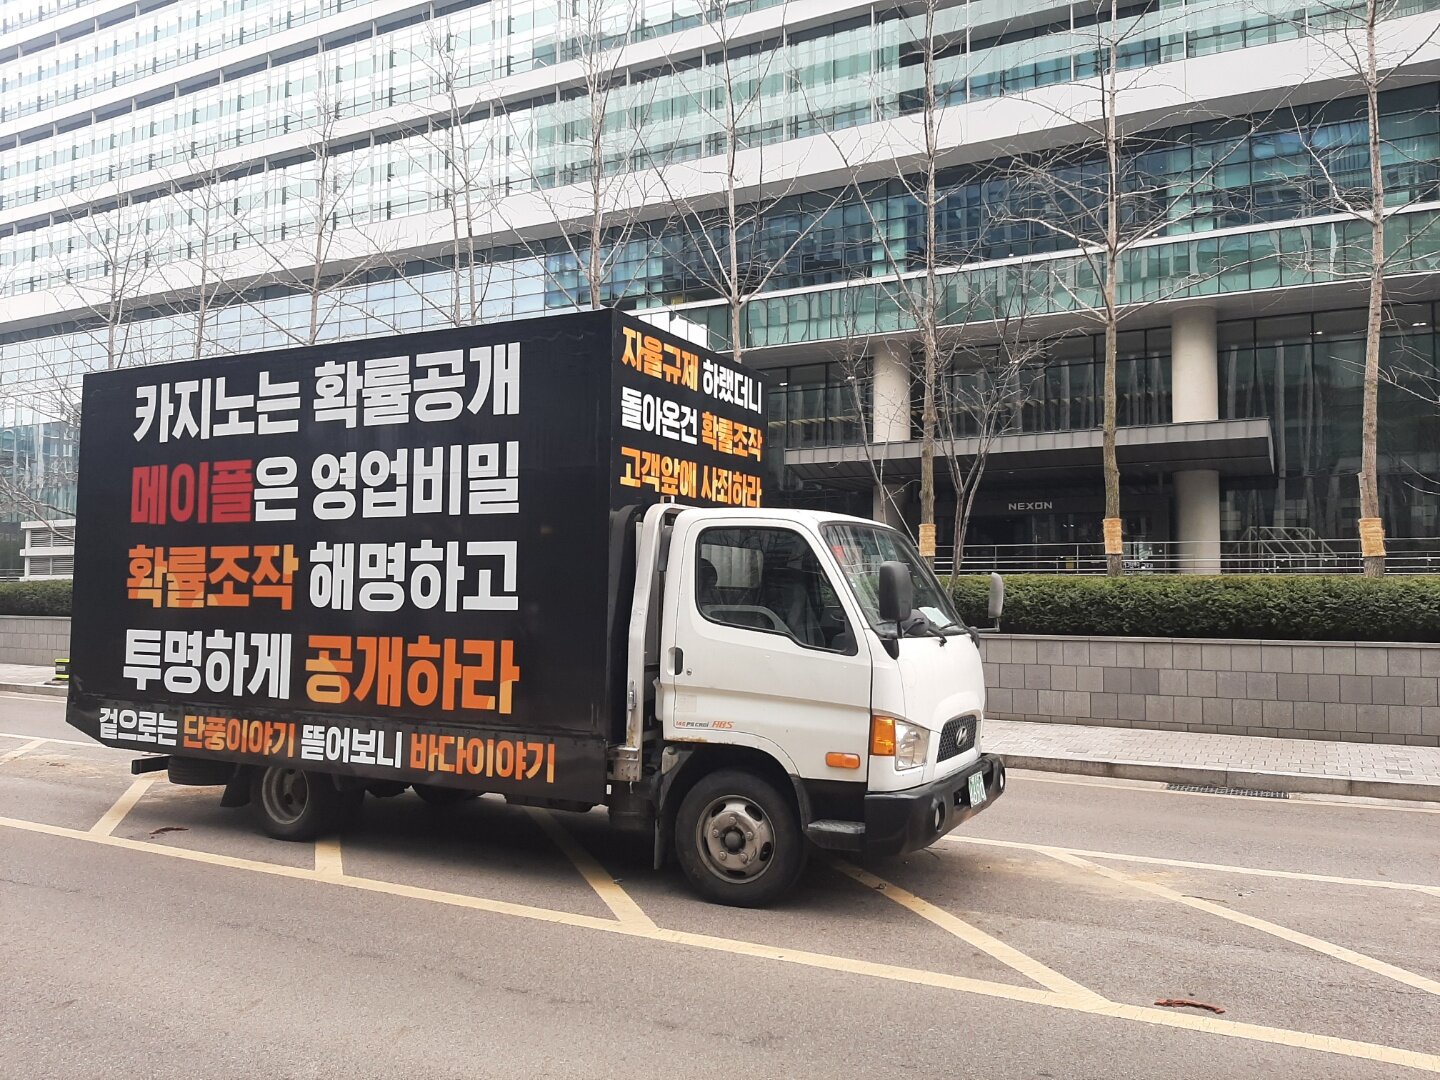 카지노는 확률공개
메이플은 영업비밀
확률조작 해명하고
투명하게 공개하라
겉으로는 단풍이야기 뜯어보니 바다이야기
자율규제 하랬더니
돌아온건 확률조작
고객앞에 사죄하라
NEXON
ABS